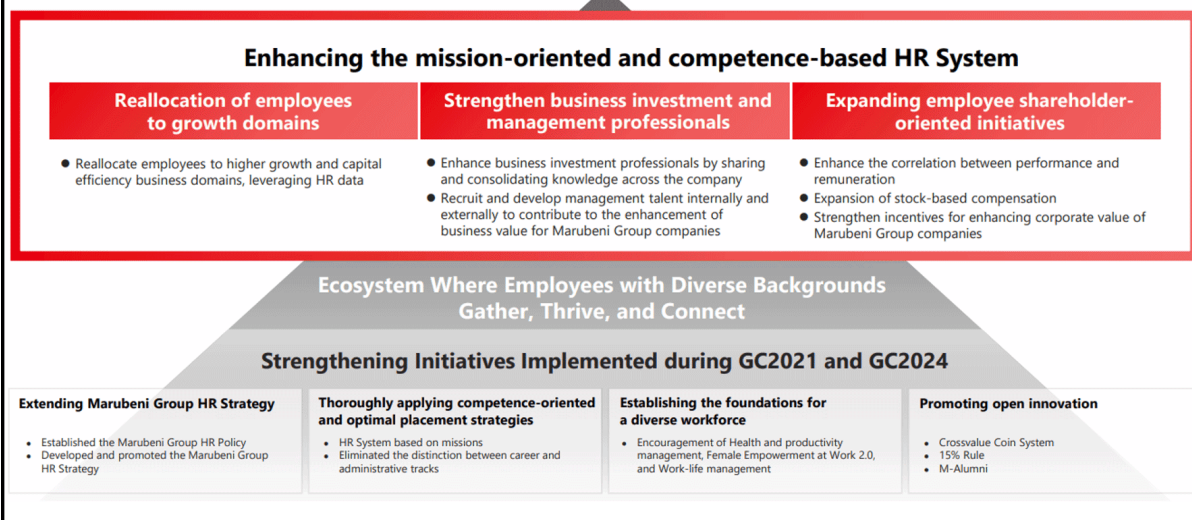 Enhancing the mission-oriented and competence-based HR System
Reallocation of employees
to growth domains
● Reallocate employees to higher growth and capital
efficiency business domains, leveraging HR data
Strengthen business investment and
management professionals
● Enhance business investment professionals by sharing
and consolidating knowledge across the company
● Recruit and develop management talent internally and
externally to contribute to the enhancement of
business value for Marubeni Group companies
Expanding employee shareholder-
oriented initiatives
● Enhance the correlation between performance and
remuneration
● Expansion of stock-based compensation
● Strengthen incentives for enhancing corporate value of
Marubeni Group companies
Ecosystem Where Employees with Diverse Backgrounds
Gather, Thrive, and Connect
Strengthening Initiatives Implemented during GC2021 and GC2024
Extending Marubeni Group HR Strategy
• Established the Marubeni Group HR Policy
• Developed and promoted the Marubeni Group
HR Strategy
Thoroughly applying competence-oriented
and optimal placement strategies
• HR System based on missions
• Eliminated the distinction between career and
administrative tracks
Establishing the foundations for
a diverse workforce
• Encouragement of Health and productivity
management, Female Empowerment at Work 2.0,
and Work-life management
Promoting open innovation
• Crossvalue Coin System
• 15% Rule
• M-Alumni